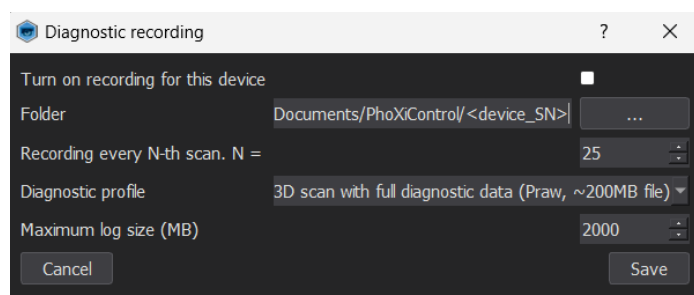 Diagnostic recording ?
Turn on recording for this device
Folder Documents/PhoXiControl/<device_SN> ...
Recording every N-th scan. N = 25
Diagnostic profile 3D scan with full diagnostic data (Praw, ~200MB file)
Maximum log size (MB) 2000
Cancel Save